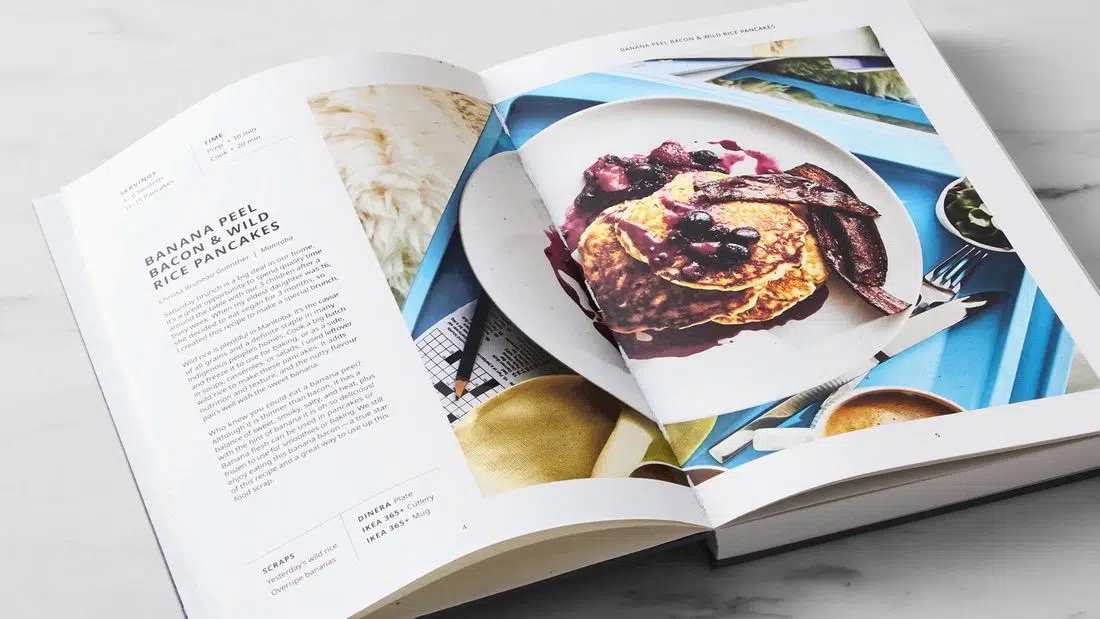 SERVINGS
4–6 Servings
Pancakes
TIME
Prep • 10 min
Cook • 20 min
BANANA PEEL
BACON & WILD
RICE PANCAKES
Christa Bruneau-Guenther | Manitoba
Saturday brunch is a big deal in our home.
It's a great opportunity to spend quality time
around the table with our 3 children after a
busy week. When my eldest daughter was 16,
she decided to eat vegan for 3 months, so
I created this recipe to make a special brunch.
Wild rice is plentiful in Manitoba. It's the caviar
of all grains and a definite staple in many
Indigenous peoples homes. Cook a big batch
and freeze it to use for baking, or as a side,
soups, casseroles, or salads. I used leftover
wild rice to make these pancakes. It adds
nutrition and texture, and the nutty flavour
pairs well with the sweet banana.
Who knew you could eat a banana peel?
Although it is thinner than bacon, it has a
balance of sweet, smoky, salty, and heat, plus
with the hint of banana it is oh so delicious!
Banana flesh can be used in pancakes or
frozen to use for smoothies or baking. We still
enjoy eating this banana bacon — a true star
of this recipe and a great way to use up this
food scrap.
SCRAPS
Yesterday's wild rice
Overripe bananas
DINERA Plate
IKEA 365+ Cutlery
IKEA 365+ Mug
4
BANANA PEEL BACON & WILD RICE PANCAKES
5